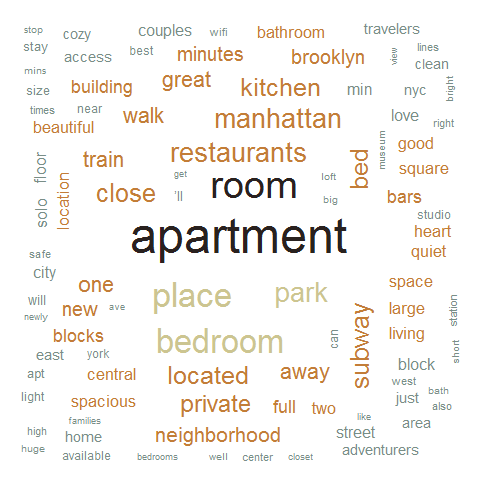 stop
cozy
couples
wifi
bathroom
travelers
stay
access
best
minutes
brooklyn
view
lines
clean
mins
size
building
great
kitchen
min
nyc
bright
times
near
beautiful
walk
manhattan
love
right
solo
floor
location
train
restaurants
bed
museum
good
square
close
get
'll
room
loft
big
bars
studio
apartment
heart
quiet
safe
city
one
place
park
space
will
newly
new
ave
subway
large
station
blocks
bedroom
can
living
short
east
york
apt
central
located
away
block
west
light
spacious
private
full
two
like
just
bath
also
high
families
home
neighborhood
street
area
huge
available
bedrooms
well
center
closet
adventurers